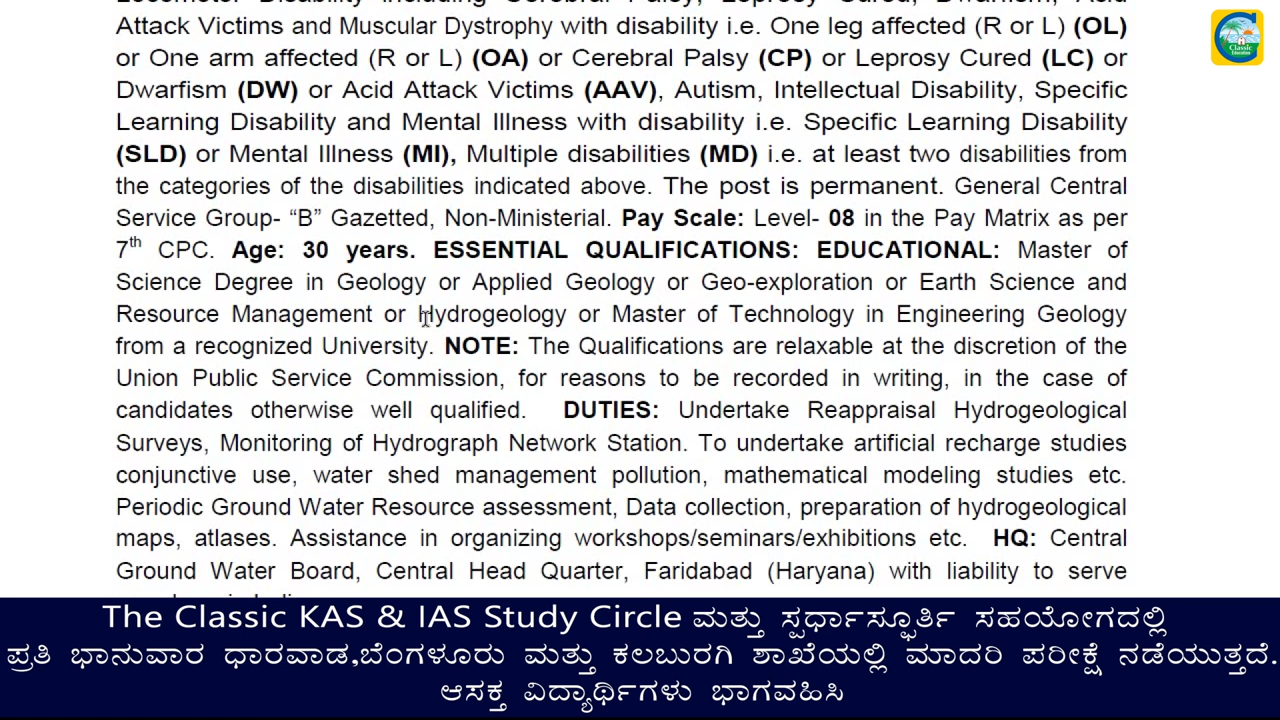 Locomotor Disability including Cerebral Palsy, Leprosy Cured, Dwarfism, Acid
Attack Victims and Muscular Dystrophy with disability i.e. One leg affected (R or L) (OL)
or One arm affected (R or L) (OA) or Cerebral Palsy (CP) or Leprosy Cured (LC) or
Dwarfism (DW) or Acid Attack Victims (AAV), Autism, Intellectual Disability, Specific
Learning Disability and Mental Illness with disability i.e. Specific Learning Disability
(SLD) or Mental Illness (MI), Multiple disabilities (MD) i.e. at least two disabilities from
the categories of the disabilities indicated above. The post is permanent. General Central
Service Group- “B” Gazetted, Non-Ministerial. Pay Scale: Level- 08 in the Pay Matrix as per
7th CPC. Age: 30 years. ESSENTIAL QUALIFICATIONS: EDUCATIONAL: Master of
Science Degree in Geology or Applied Geology or Geo-exploration or Earth Science and
Resource Management or Hydrogeology or Master of Technology in Engineering Geology
from a recognized University. NOTE: The Qualifications are relaxable at the discretion of the
Union Public Service Commission, for reasons to be recorded in writing, in the case of
candidates otherwise well qualified. DUTIES: Undertake Reappraisal Hydrogeological
Surveys, Monitoring of Hydrograph Network Station. To undertake artificial recharge studies
conjunctive use, water shed management pollution, mathematical modeling studies etc.
Periodic Ground Water Resource assessment, Data collection, preparation of hydrogeological
maps, atlases. Assistance in organizing workshops/seminars/exhibitions etc. HQ: Central
Ground Water Board, Central Head Quarter, Faridabad (Haryana) with liability to serve
The Classic KAS & IAS Study Circle ಮತ್ತು ಸ್ಪರ್ಧಾಸ್ಫೂರ್ತಿ ಸಹಯೋಗದಲ್ಲಿ
ಪ್ರತಿ ಭಾನುವಾರ ಧಾರವಾಡ,ಬೆಂಗಳೂರು ಮತ್ತು ಕಲಬುರಗಿ ಶಾಖೆಯಲ್ಲಿ ಮಾದರಿ ಪರೀಕ್ಷೆ ನಡೆಯುತ್ತದೆ.
ಆಸಕ್ತ ವಿದ್ಯಾರ್ಥಿಗಳು ಭಾಗವಹಿಸಿ
Classic
Education